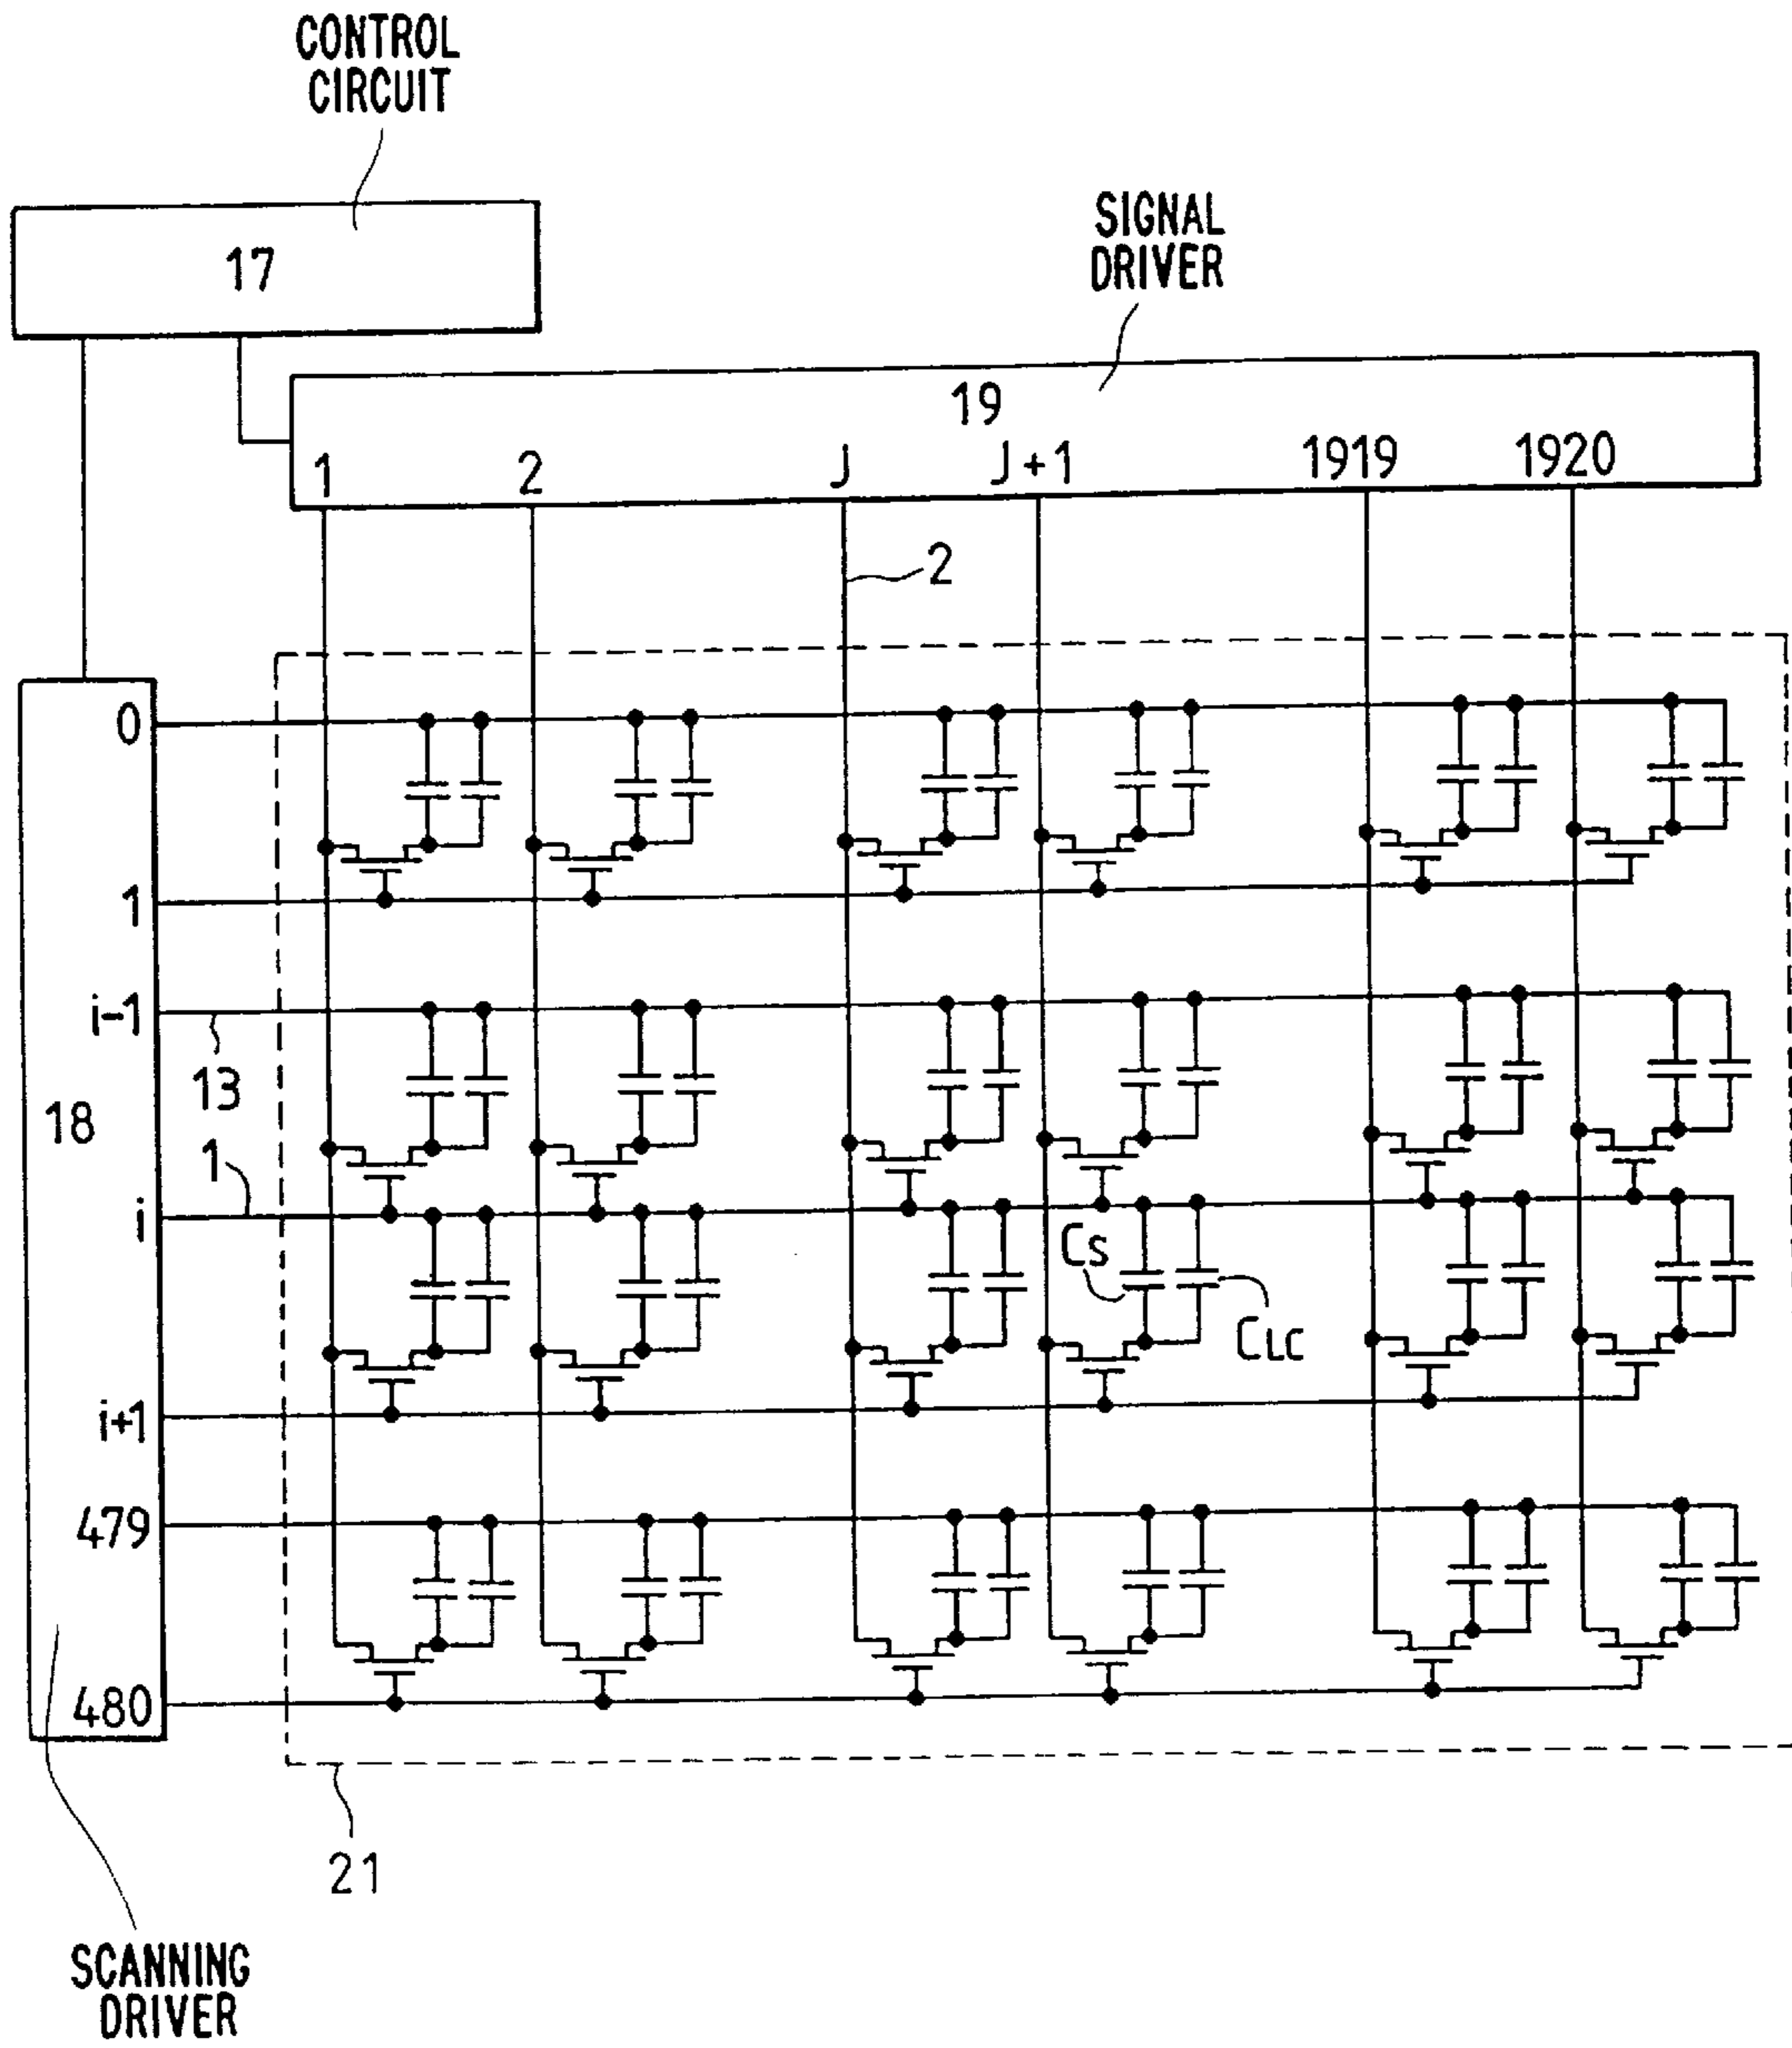 CONTROL
CIRCUIT
17
SIGNAL
DRIVER
19
1 2 J J+1 1919 1920
2
0
1
i-1
13
18
1
i
Cs
CLC
i+1
479
480
21
SCANNING
DRIVER